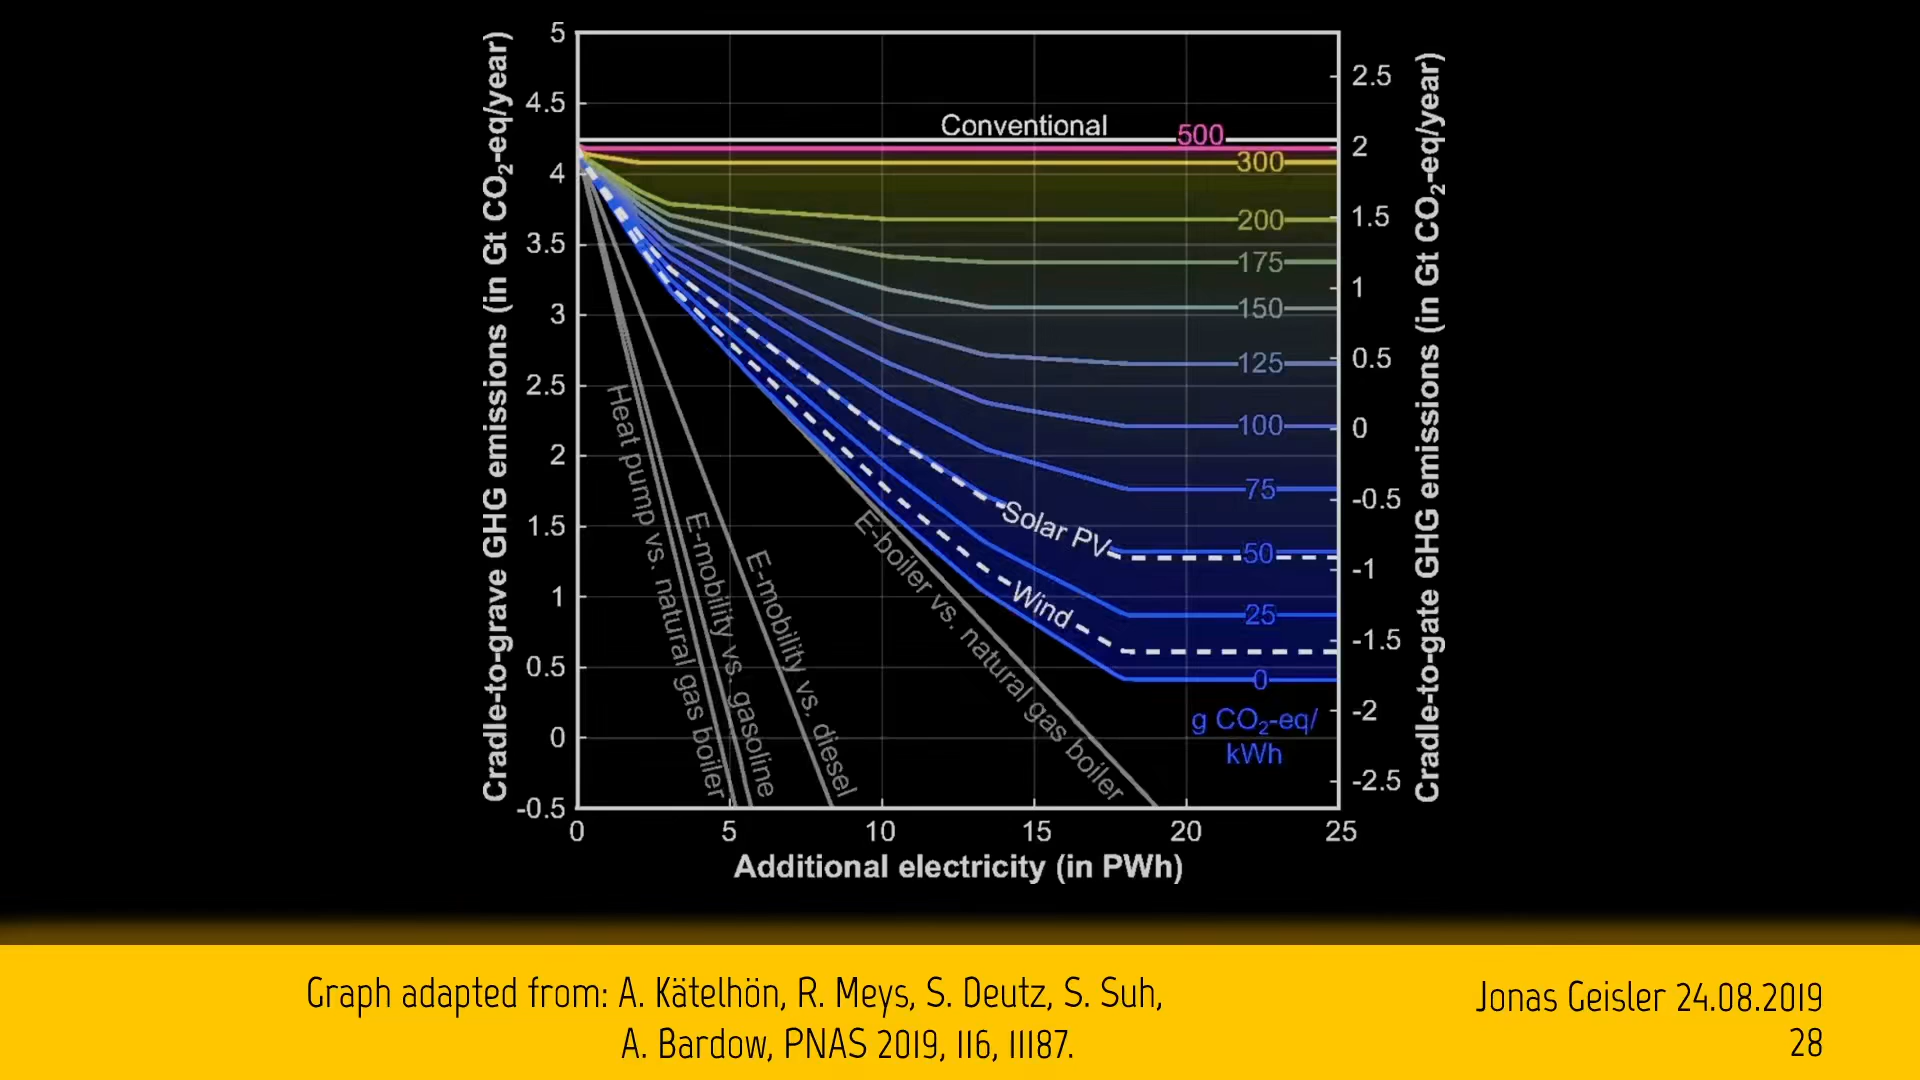 Cradle-to-grave GHG emissions (in Gt CO₂-eq/year)
5
4.5
4
3.5
3
2.5
2
1.5
1
0.5
0
-0.5
Conventional
500
300
200
175
150
125
100
75
50
25
0
g CO₂-eq/
kWh
Solar PV
Wind
Heat pump vs. natural gas boiler
E-mobility vs. gasoline
E-mobility vs. diesel
E-boiler vs. natural gas boiler
2.5
2
1.5
1
0.5
0
-0.5
-1
-1.5
-2
-2.5
Cradle-to-gate GHG emissions (in Gt CO₂-eq/year)
0 5 10 15 20 25
Additional electricity (in PWh)
Graph adapted from: A. Kätelhön, R. Meys, S. Deutz, S. Suh,
A. Bardow, PNAS 2019, 116, 11187.
Jonas Geisler 24.08.2019
28